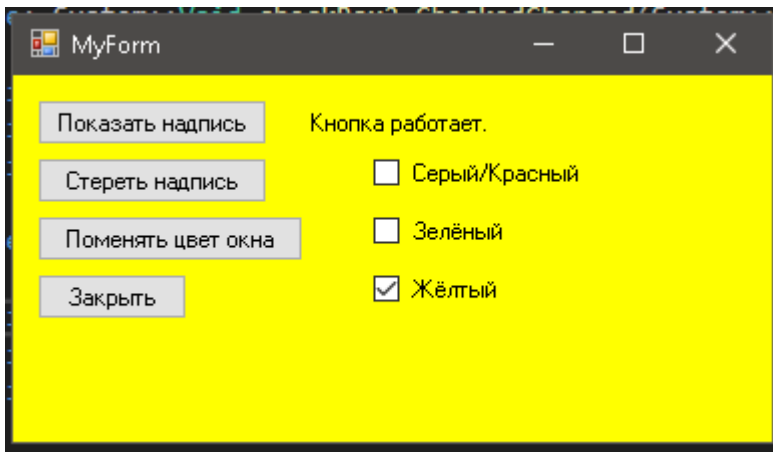 MyForm
Показать надпись
Кнопка работает.
Стереть надпись
Серый/Красный
Поменять цвет окна
Зелёный
Закрыть
Жёлтый